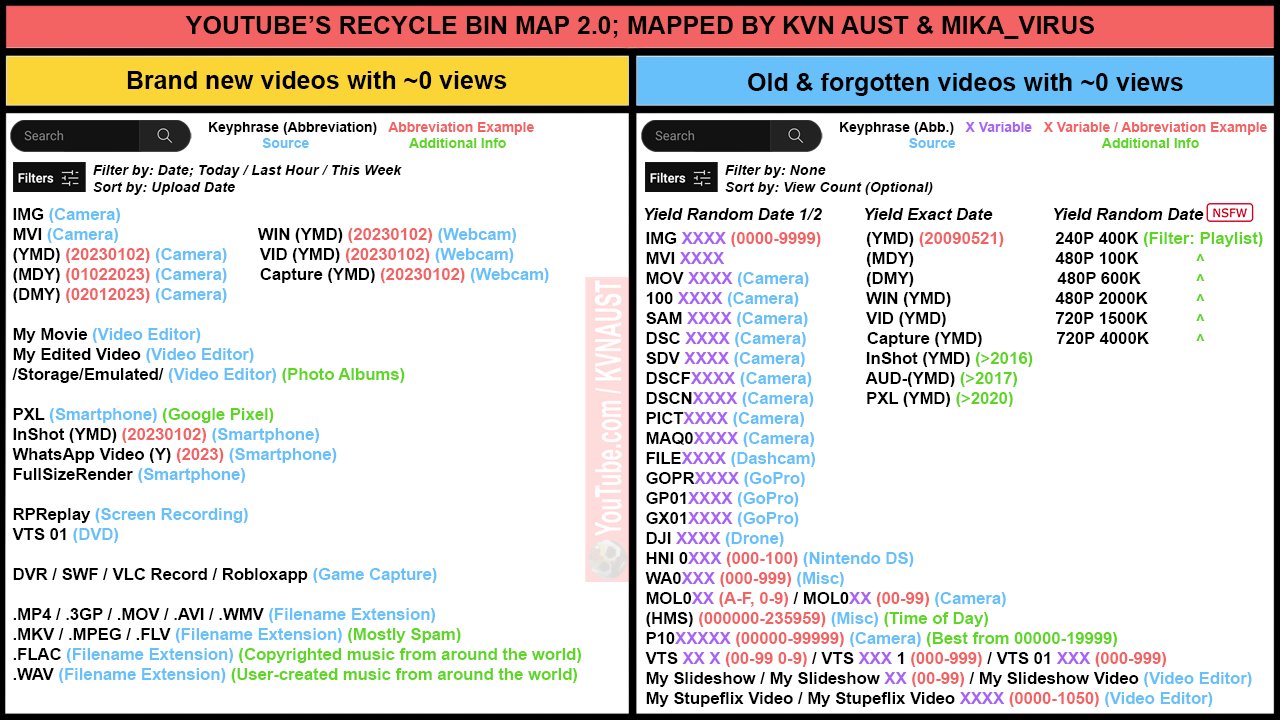 YOUTUBE'S RECYCLE BIN MAP 2.0; MAPPED BY KVN AUST & MIKA_VIRUS
Brand new videos with ~0 views
Search
Keyphrase (Abbreviation) Abbreviation Example
Source Additional Info
Filters
Filter by: Date; Today / Last Hour / This Week
Sort by: Upload Date
IMG (Camera)
MVI (Camera)
(YMD) (20230102) (Camera)
(MDY) (01022023) (Camera)
(DMY) (02012023) (Camera)
WIN (YMD) (20230102) (Webcam)
VID (YMD) (20230102) (Webcam)
Capture (YMD) (20230102) (Webcam)
My Movie (Video Editor)
My Edited Video (Video Editor)
/Storage/Emulated/ (Video Editor) (Photo Albums)
PXL (Smartphone) (Google Pixel)
InShot (YMD) (20230102) (Smartphone)
WhatsApp Video (Y) (2023) (Smartphone)
FullSizeRender (Smartphone)
RPReplay (Screen Recording)
VTS 01 (DVD)
DVR / SWF / VLC Record / Robloxapp (Game Capture)
.MP4 / .3GP / .MOV / .AVI / .WMV (Filename Extension)
.MKV / .MPEG / .FLV (Filename Extension) (Mostly Spam)
.FLAC (Filename Extension) (Copyrighted music from around the world)
.WAV (Filename Extension) (User-created music from around the world)
YouTube.com / KVNAUST
Old & forgotten videos with ~0 views
Search
Keyphrase (Abb.) X Variable X Variable / Abbreviation Example
Source Additional Info
Filters
Filter by: None
Sort by: View Count (Optional)
Yield Random Date 1/2
IMG XXXX (0000-9999)
MVI XXXX
MOV XXXX (Camera)
100 XXXX (Camera)
SAM XXXX (Camera)
DSC XXXX (Camera)
SDV XXXX (Camera)
DSCFXXXX (Camera)
DSCNXXXX (Camera)
PICTXXXX (Camera)
MAQ0XXXX (Camera)
FILEXXXX (Dashcam)
GOPRXXXX (GoPro)
GP01XXXX (GoPro)
GX01XXXX (GoPro)
DJI XXXX (Drone)
HNI 0XXX (000-100) (Nintendo DS)
WA0XXX (000-999) (Misc)
MOL0XX (A-F, 0-9) / MOL0XX (00-99) (Camera)
(HMS) (000000-235959) (Misc) (Time of Day)
P10XXXXX (00000-99999) (Camera) (Best from 00000-19999)
VTS XX X (00-99 0-9) / VTS XXX 1 (000-999) / VTS 01 XXX (000-999)
My Slideshow / My Slideshow XX (00-99) / My Slideshow Video (Video Editor)
My Stupeflix Video / My Stupeflix Video XXXX (0000-1050) (Video Editor)
Yield Exact Date
(YMD) (20090521)
(MDY)
(DMY)
WIN (YMD)
VID (YMD)
Capture (YMD)
InShot (YMD) (>2016)
AUD-(YMD) (>2017)
PXL (YMD) (>2020)
Yield Random Date NSFW
240P 400K (Filter: Playlist)
480P 100K ^
480P 600K ^
480P 2000K ^
720P 1500K ^
720P 4000K ^